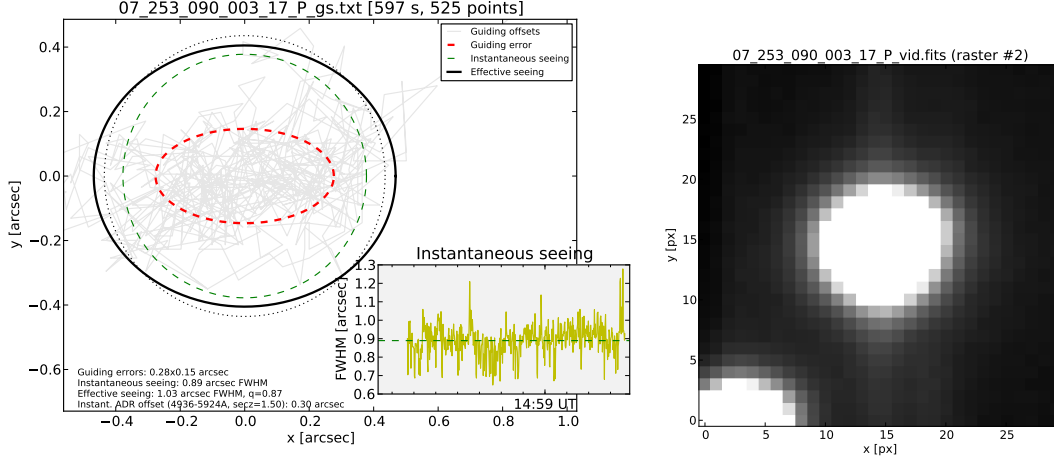 07_253_090_003_17_P_gs.txt [597 s, 525 points]
Guiding offsets
Guiding error
Instantaneous seeing
Effective seeing
y [arcsec]
0.4
0.2
0.0
−0.2
−0.4
−0.6
Guiding errors: 0.28x0.15 arcsec
Instantaneous seeing: 0.89 arcsec FWHM
Effective seeing: 1.03 arcsec FWHM, q=0.87
Instant. ADR offset (4936-5924A, secz=1.50): 0.30 arcsec
−0.4 −0.2 0.0 0.2 0.4 0.6 0.8 1.0
x [arcsec]
Instantaneous seeing
FWHM [arcsec]
1.3
1.2
1.1
1.0
0.9
0.8
0.7
0.6
14:59 UT
07_253_090_003_17_P_vid.fits (raster #2)
y [px]
25
20
15
10
5
0
0 5 10 15 20 25
x [px]